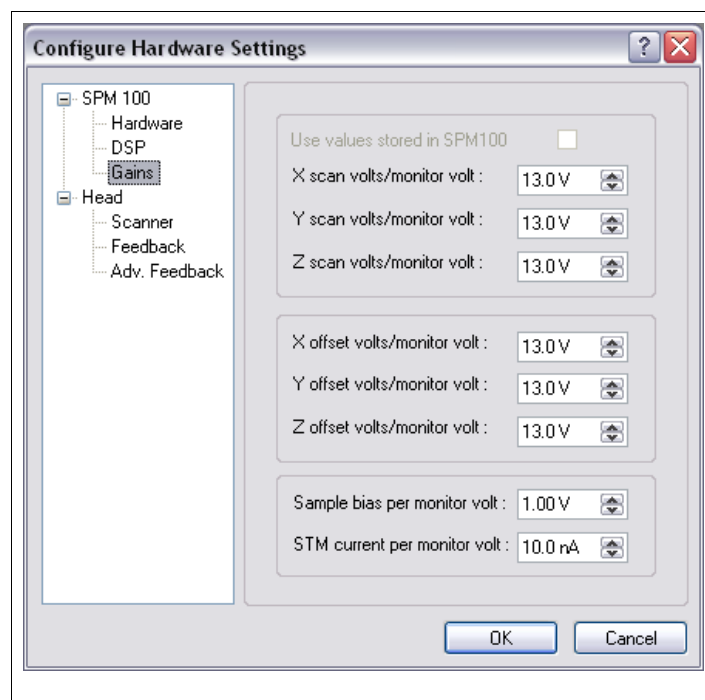 Configure Hardware Settings
SPM 100
Hardware
DSP
Gains
Head
Scanner
Feedback
Adv. Feedback
Use values stored in SPM100
X scan volts/monitor volt : 13.0 V
Y scan volts/monitor volt : 13.0 V
Z scan volts/monitor volt : 13.0 V
X offset volts/monitor volt : 13.0 V
Y offset volts/monitor volt : 13.0 V
Z offset volts/monitor volt : 13.0 V
Sample bias per monitor volt : 1.00 V
STM current per monitor volt : 10.0 nA
OK Cancel